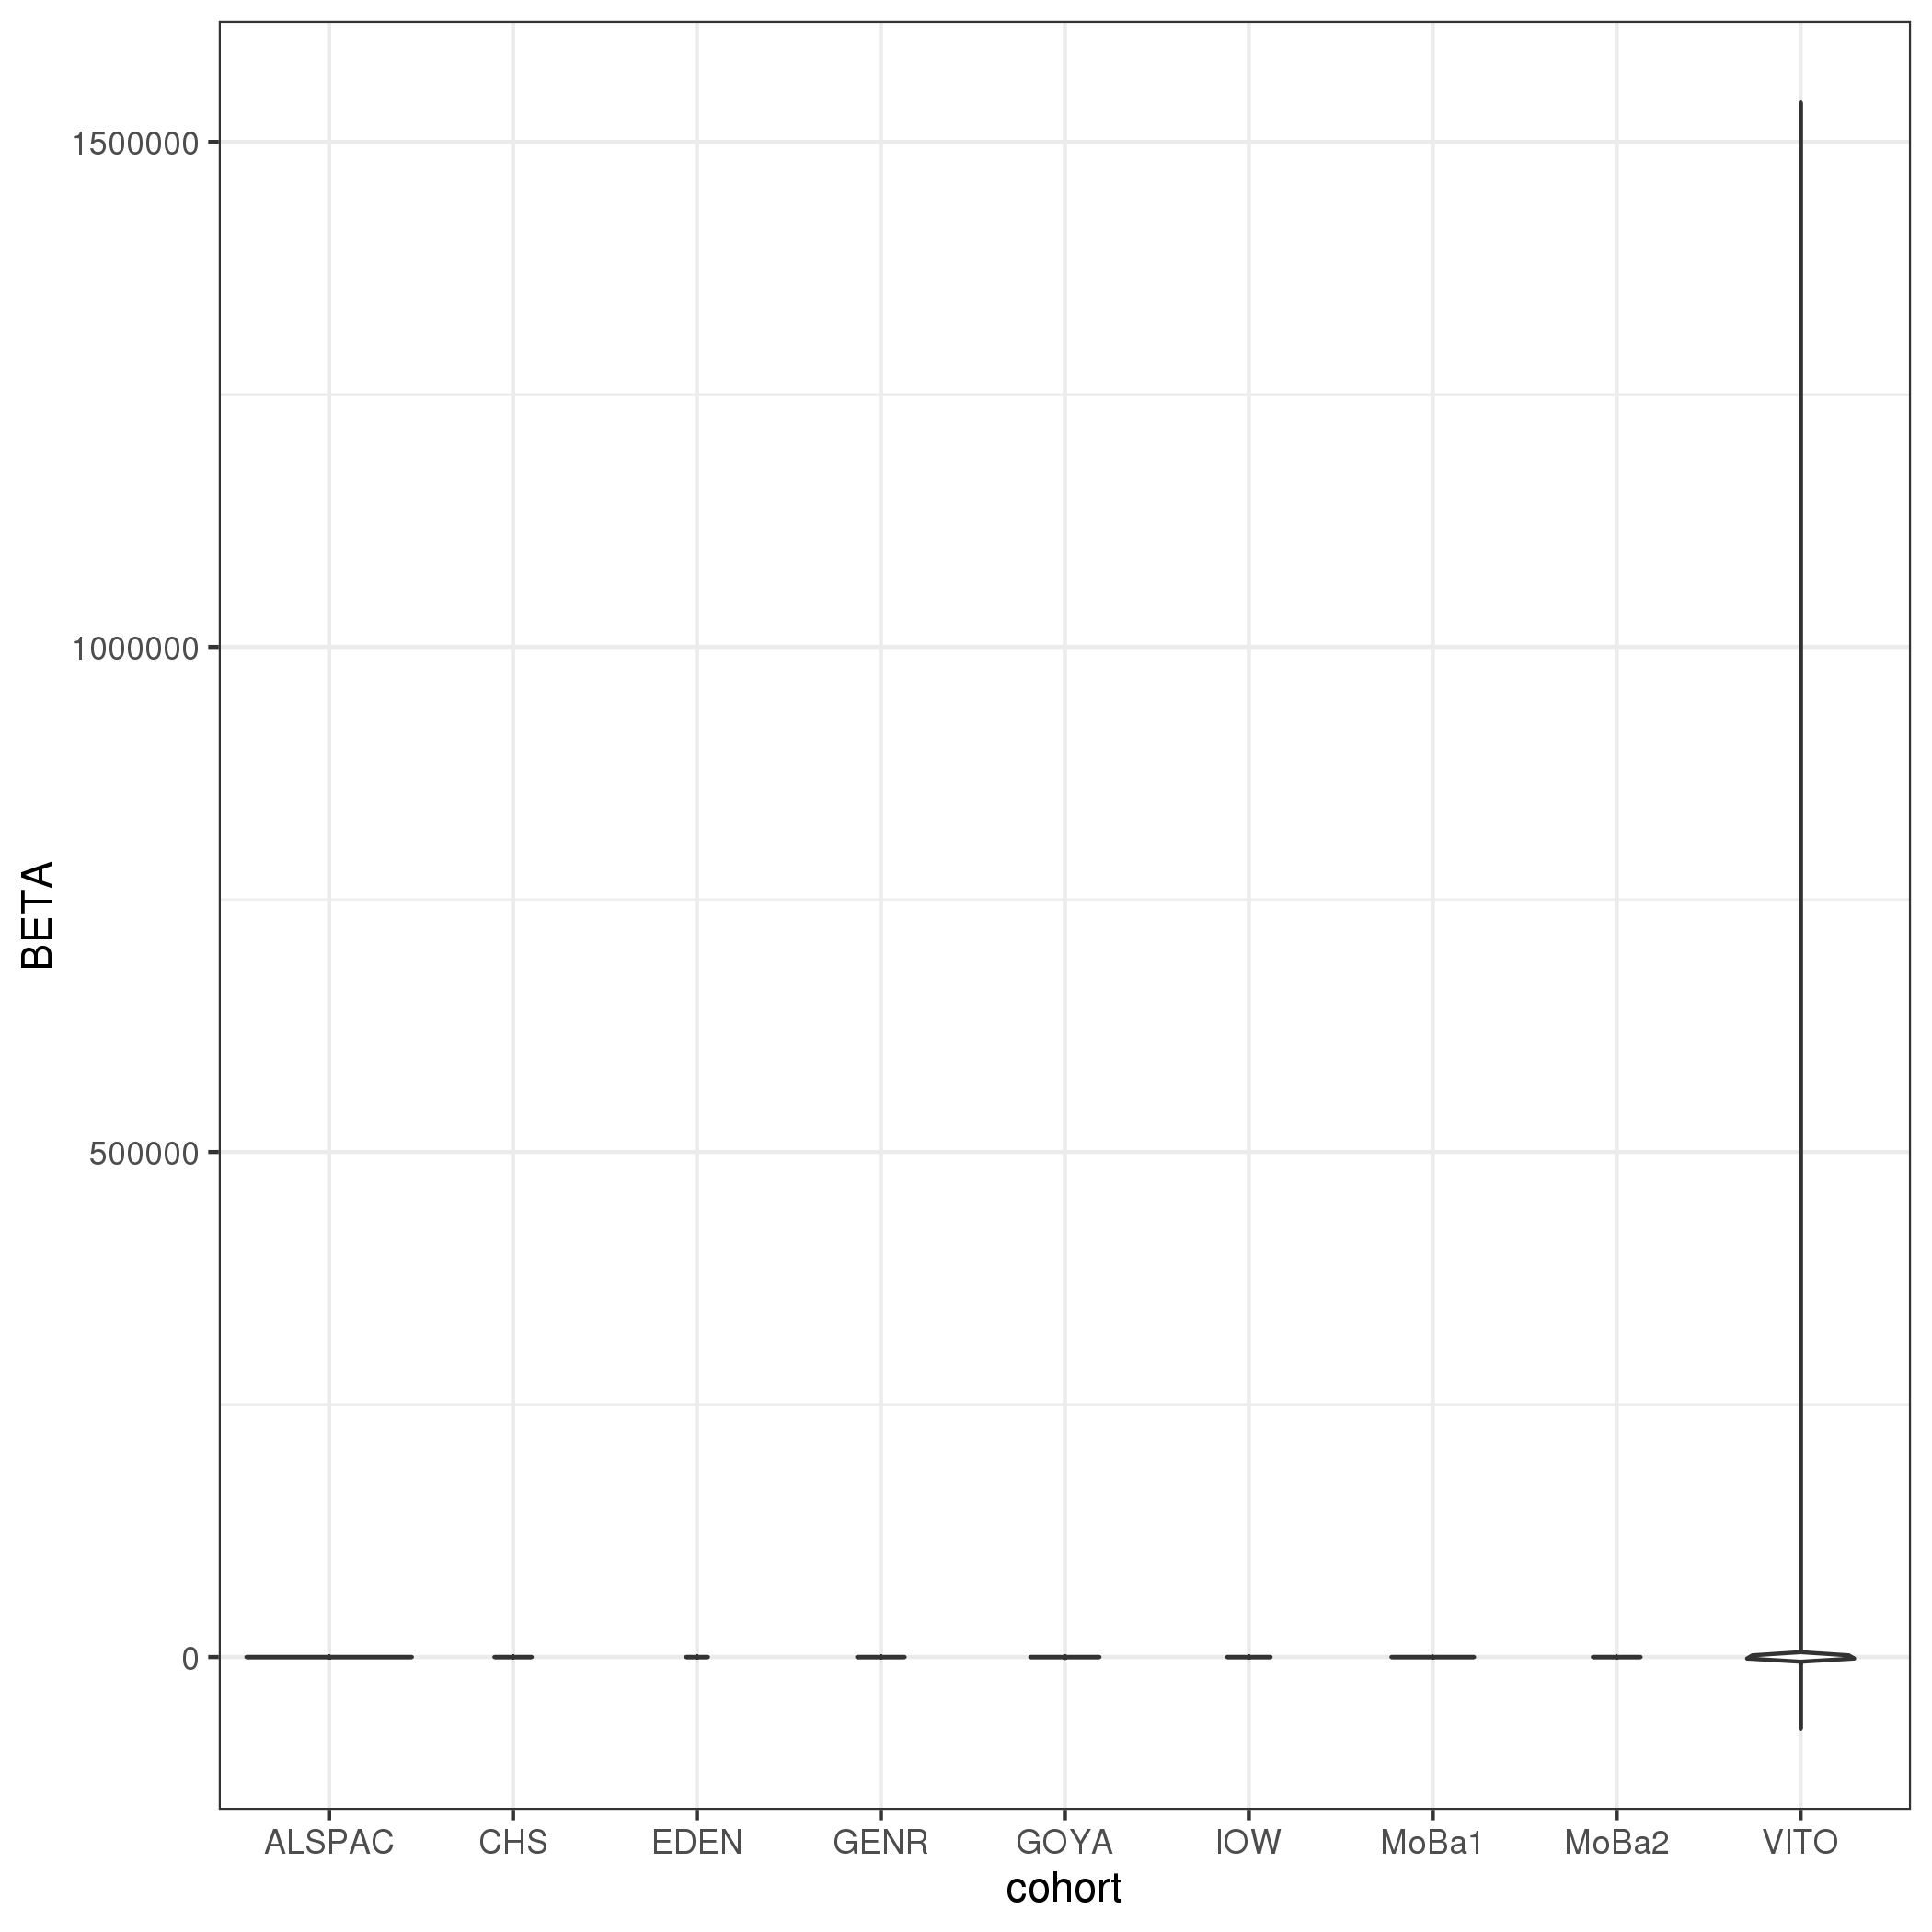 BETA
1500000
1000000
500000
0
ALSPAC CHS EDEN GENR GOYA IOW MoBa1 MoBa2 VITO
cohort